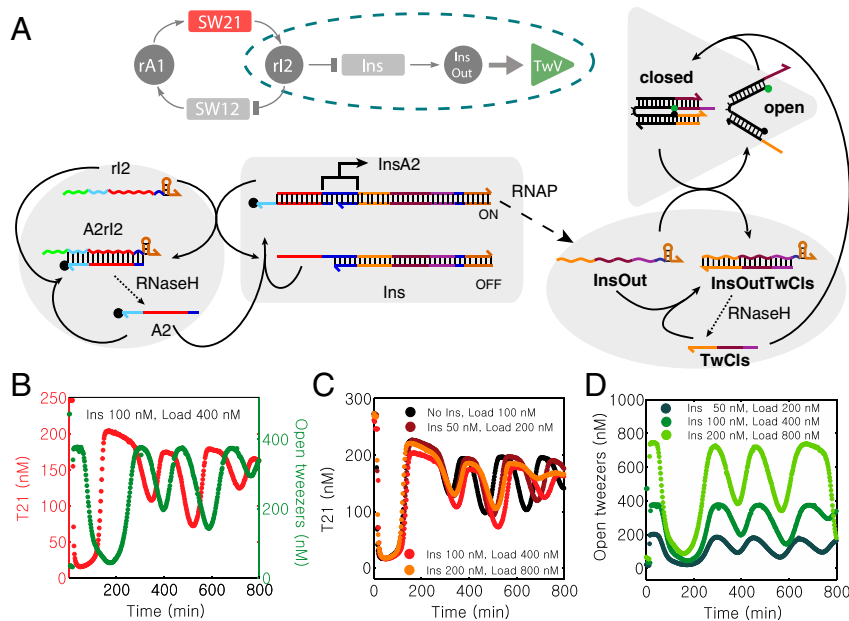 A
SW21
rA1
rI2
Ins
Ins
Out
TwV
SW12
closed
open
rI2
InsA2
RNAP
ON
A2rI2
RNaseH
A2
Ins
OFF
InsOut
InsOutTwCls
RNaseH
TwCls
B
Ins 100 nM, Load 400 nM
250
200
150
100
50
0
T21 (nM)
400
200
0
Open tweezers (nM)
200
400
600
800
Time (min)
C
No Ins, Load 100 nM
Ins 50 nM, Load 200 nM
Ins 100 nM, Load 400 nM
Ins 200 nM, Load 800 nM
300
200
100
0
T21 (nM)
0
200
400
600
800
Time (min)
D
Ins 50 nM, Load 200 nM
Ins 100 nM, Load 400 nM
Ins 200 nM, Load 800 nM
1000
800
600
400
200
0
Open tweezers (nM)
0
200
400
600
800
Time (min)